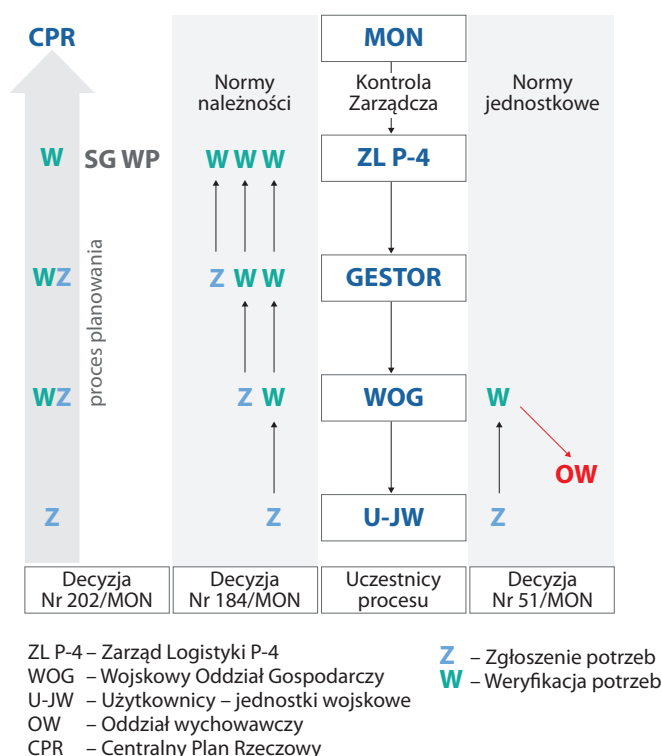 CPR
MON
Normy
należności
Kontrola
Zarządcza
Normy
jednostkowe
W
SG WP
W W W
ZL P-4
proces planowania
WZ
Z W W
GESTOR
WZ
Z W
WOG
W
OW
Z
Z
U-JW
Z
Decyzja
Nr 202/MON
Decyzja
Nr 184/MON
Uczestnicy
procesu
Decyzja
Nr 51/MON
ZL P-4 – Zarząd Logistyki P-4
WOG – Wojskowy Oddział Gospodarczy
U-JW – Użytkownicy – jednostki wojskowe
OW – Oddział wychowawczy
CPR – Centralny Plan Rzeczowy
Z – Zgłoszenie potrzeb
W – Weryfikacja potrzeb